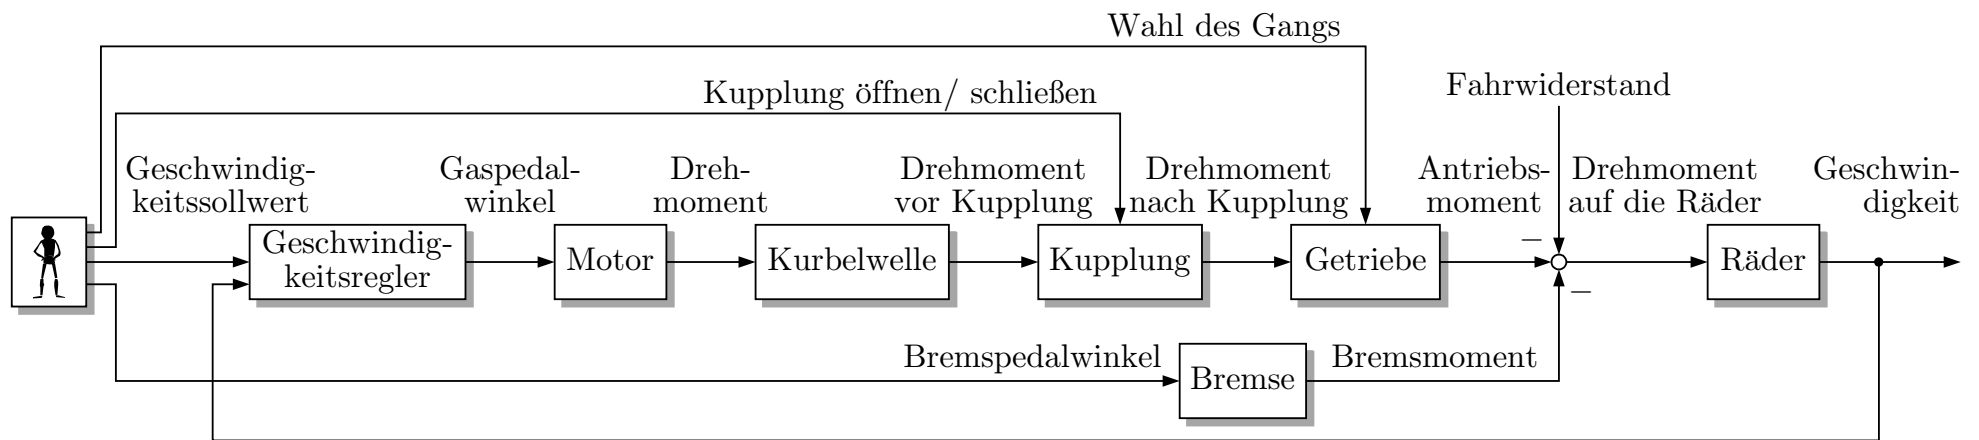 Wahl des Gangs
Kupplung öffnen/ schließen
Fahrwiderstand
Geschwindig-
keitssollwert
Gaspedal-
winkel
Dreh-
moment
Drehmoment
vor Kupplung
Drehmoment
nach Kupplung
Antriebs-
moment
Drehmoment
auf die Räder
Geschwin-
digkeit
Geschwindig-
keitsregler
Motor
Kurbelwelle
Kupplung
Getriebe
−
−
Räder
Bremspedalwinkel
Bremse
Bremsmoment